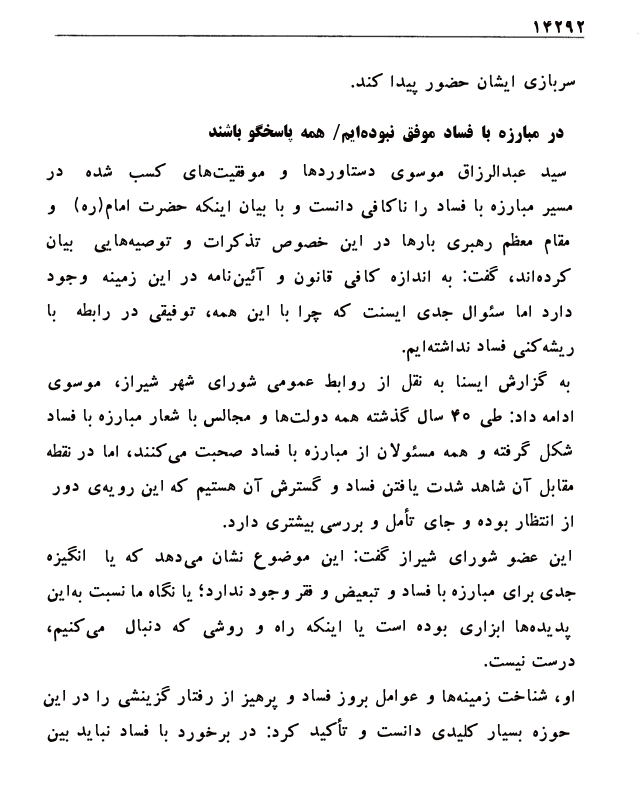 ۱۴۲۹۲
سربازی ایشان حضور پیدا کند.
در مبارزه با فساد موفق نبوده‌ایم/ همه پاسخگو باشند
سید عبدالرزاق موسوی دستاوردها و موفقیت‌های کسب شده در
مسیر مبارزه با فساد را ناکافی دانست و با بیان اینکه حضرت امام(ره) و
مقام معظم رهبری بارها در این خصوص تذکرات و توصیه‌هایی بیان
کرده‌اند، گفت: به اندازه کافی قانون و آئین‌نامه در این زمینه وجود
دارد اما سئوال جدی ایسنت که چرا با این همه، توفیقی در رابطه با
ریشه‌کنی فساد نداشته‌ایم.
به گزارش ایسنا به نقل از روابط عمومی شورای شهر شیراز، موسوی
ادامه داد: طی ۴۰ سال گذشته همه دولت‌ها و مجالس با شعار مبارزه با فساد
شکل گرفته و همه مسئولان از مبارزه با فساد صحبت می‌کنند، اما در نقطه
مقابل آن شاهد شدت یافتن فساد و گسترش آن هستیم که این رویه‌ی دور
از انتظار بوده و جای تأمل و بررسی بیشتری دارد.
این عضو شورای شیراز گفت: این موضوع نشان می‌دهد که یا انگیزه
جدی برای مبارزه با فساد و تبعیض و فقر وجود ندارد؛ یا نگاه ما نسبت به‌این
پدیده‌ها ابزاری بوده است یا اینکه راه و روشی که دنبال می‌کنیم،
درست نیست.
او، شناخت زمینه‌ها و عوامل بروز فساد و پرهیز از رفتار گزینشی را در این
حوزه بسیار کلیدی دانست و تأکید کرد: در برخورد با فساد نباید بین